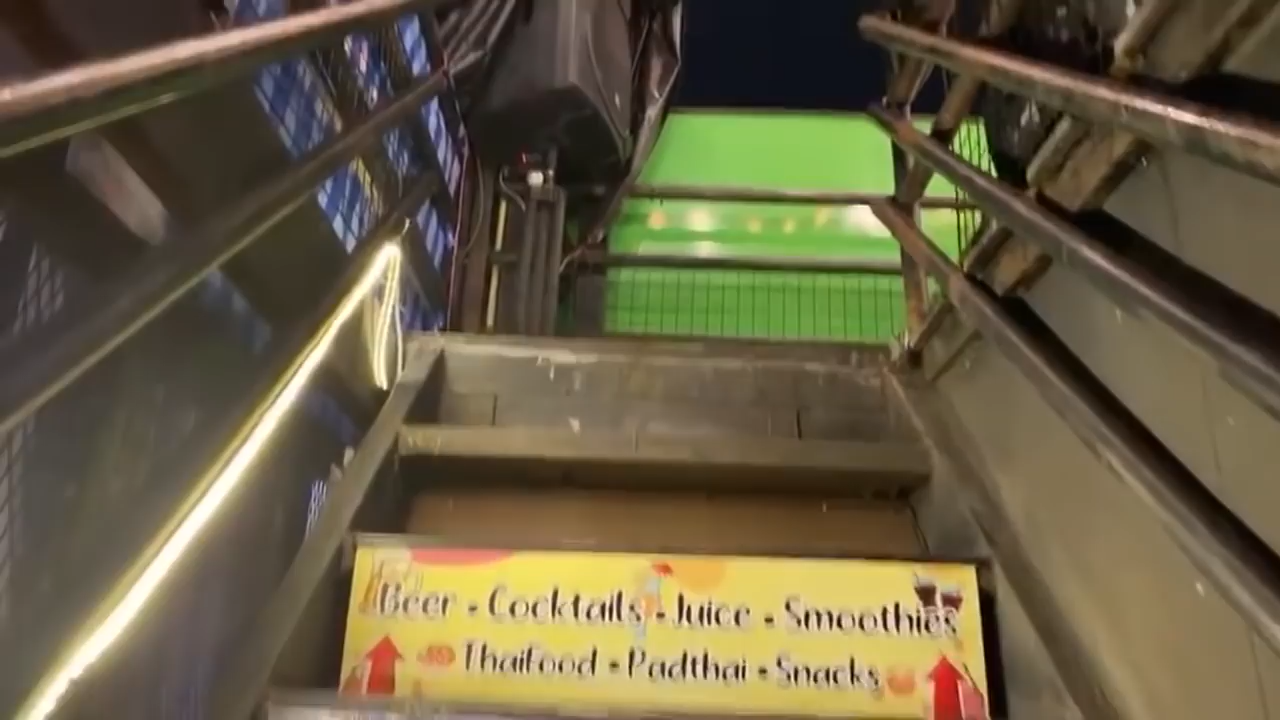 Beer • Cocktails • Juice • Smoothies
ThaiFood • Padthai • Snacks